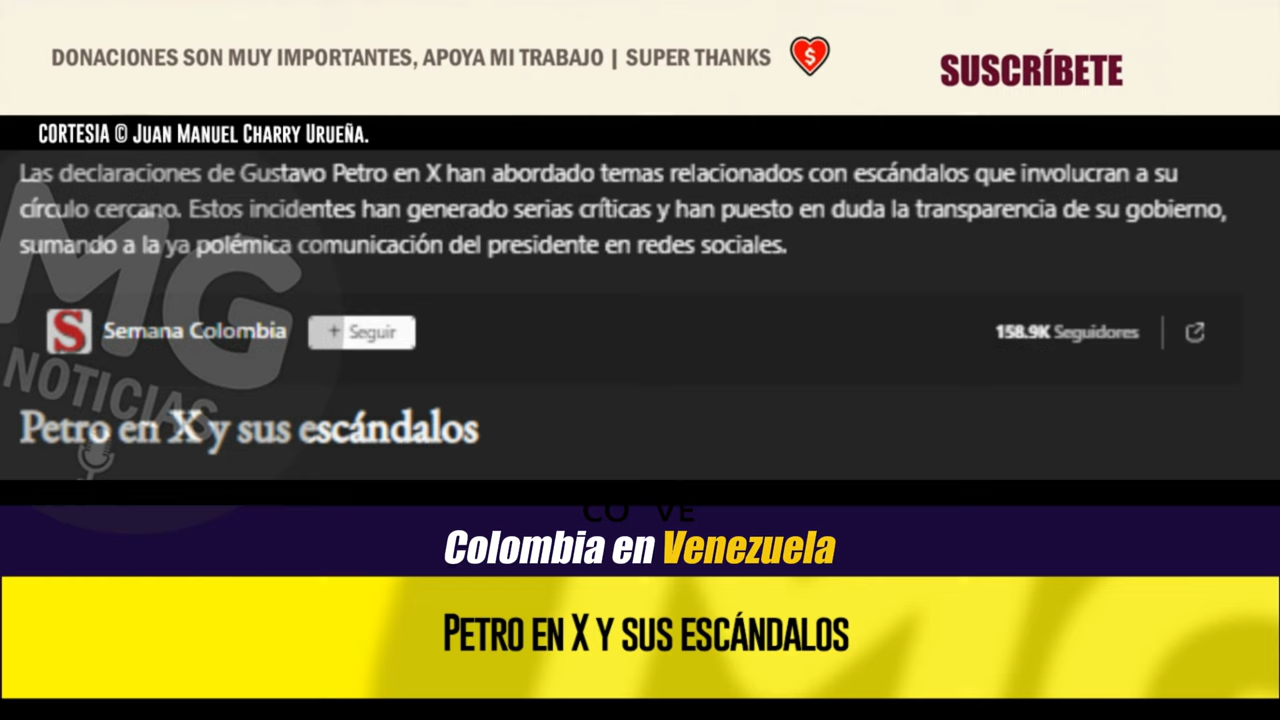 DONACIONES SON MUY IMPORTANTES, APOYA MI TRABAJO | SUPER THANKS $
SUSCRÍBETE
CORTESIA © JUAN MANUEL CHARRY URUEÑA.
Las declaraciones de Gustavo Petro en X han abordado temas relacionados con escándalos que involucran a su
círculo cercano. Estos incidentes han generado serias críticas y han puesto en duda la transparencia de su gobierno,
sumando a la ya polémica comunicación del presidente en redes sociales.
MG
NOTICIAS
S Semana Colombia + Seguir 158.9K Seguidores
Petro en X y sus escándalos
CO VE
Colombia en Venezuela
PETRO EN X Y SUS ESCÁNDALOS